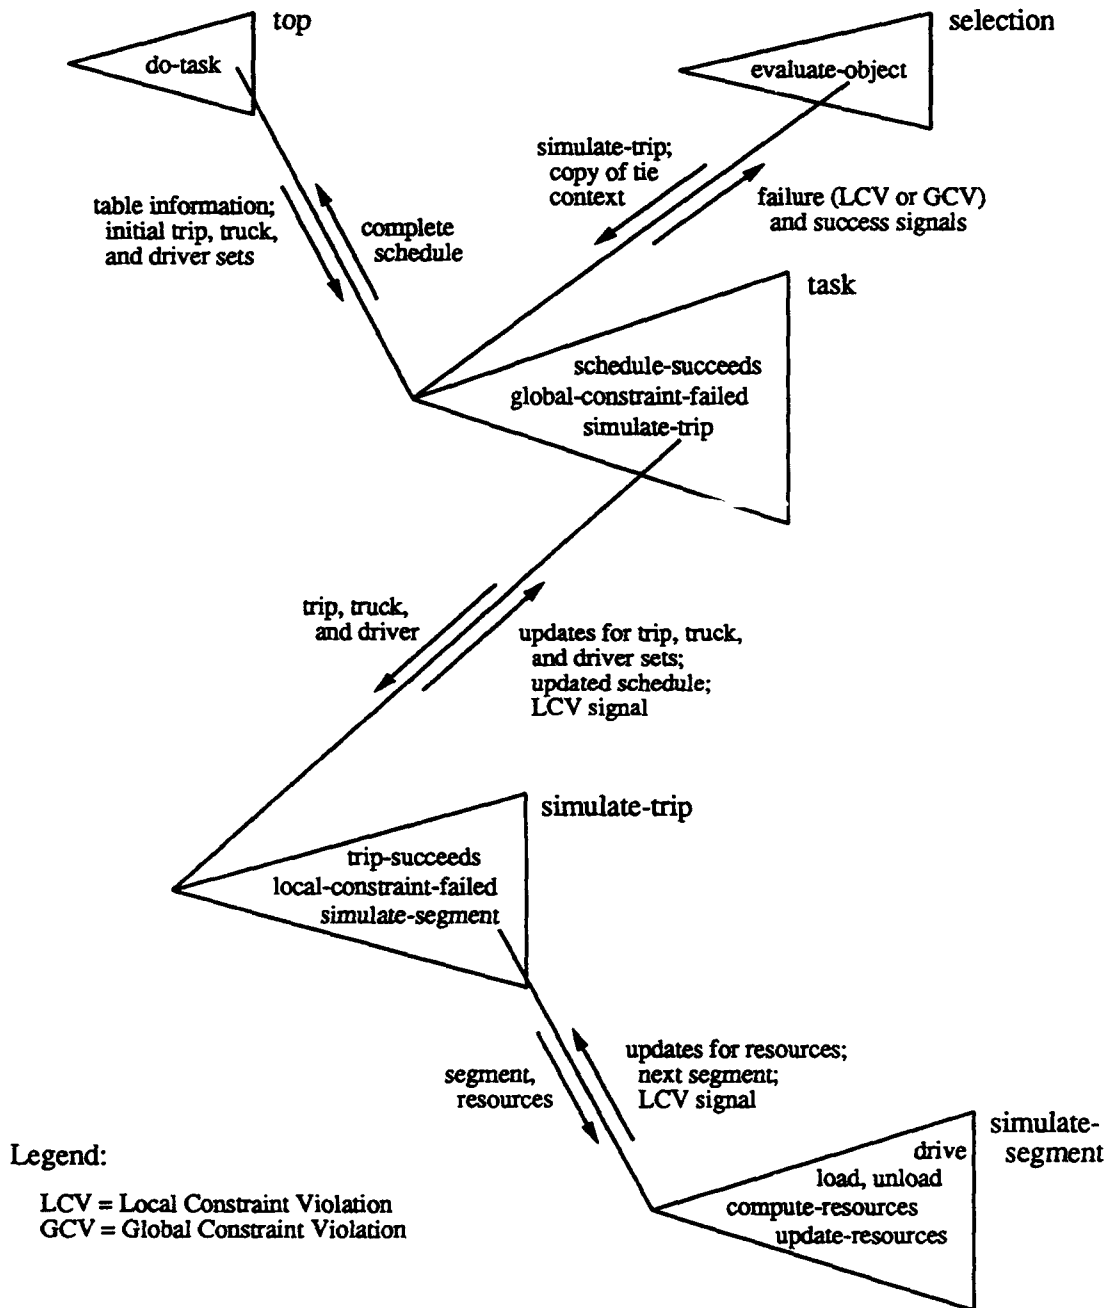 top
do-task
selection
evaluate-object
simulate-trip;
copy of tie
context
failure (LCV or GCV)
and success signals
table information;
initial trip, truck,
and driver sets
complete
schedule
task
schedule-succeeds
global-constraint-failed
simulate-trip
trip, truck,
and driver
updates for trip, truck,
and driver sets;
updated schedule;
LCV signal
simulate-trip
trip-succeeds
local-constraint-failed
simulate-segment
segment,
resources
updates for resources;
next segment;
LCV signal
simulate-
segment
drive
load, unload
compute-resources
update-resources
Legend:
LCV = Local Constraint Violation
GCV = Global Constraint Violation